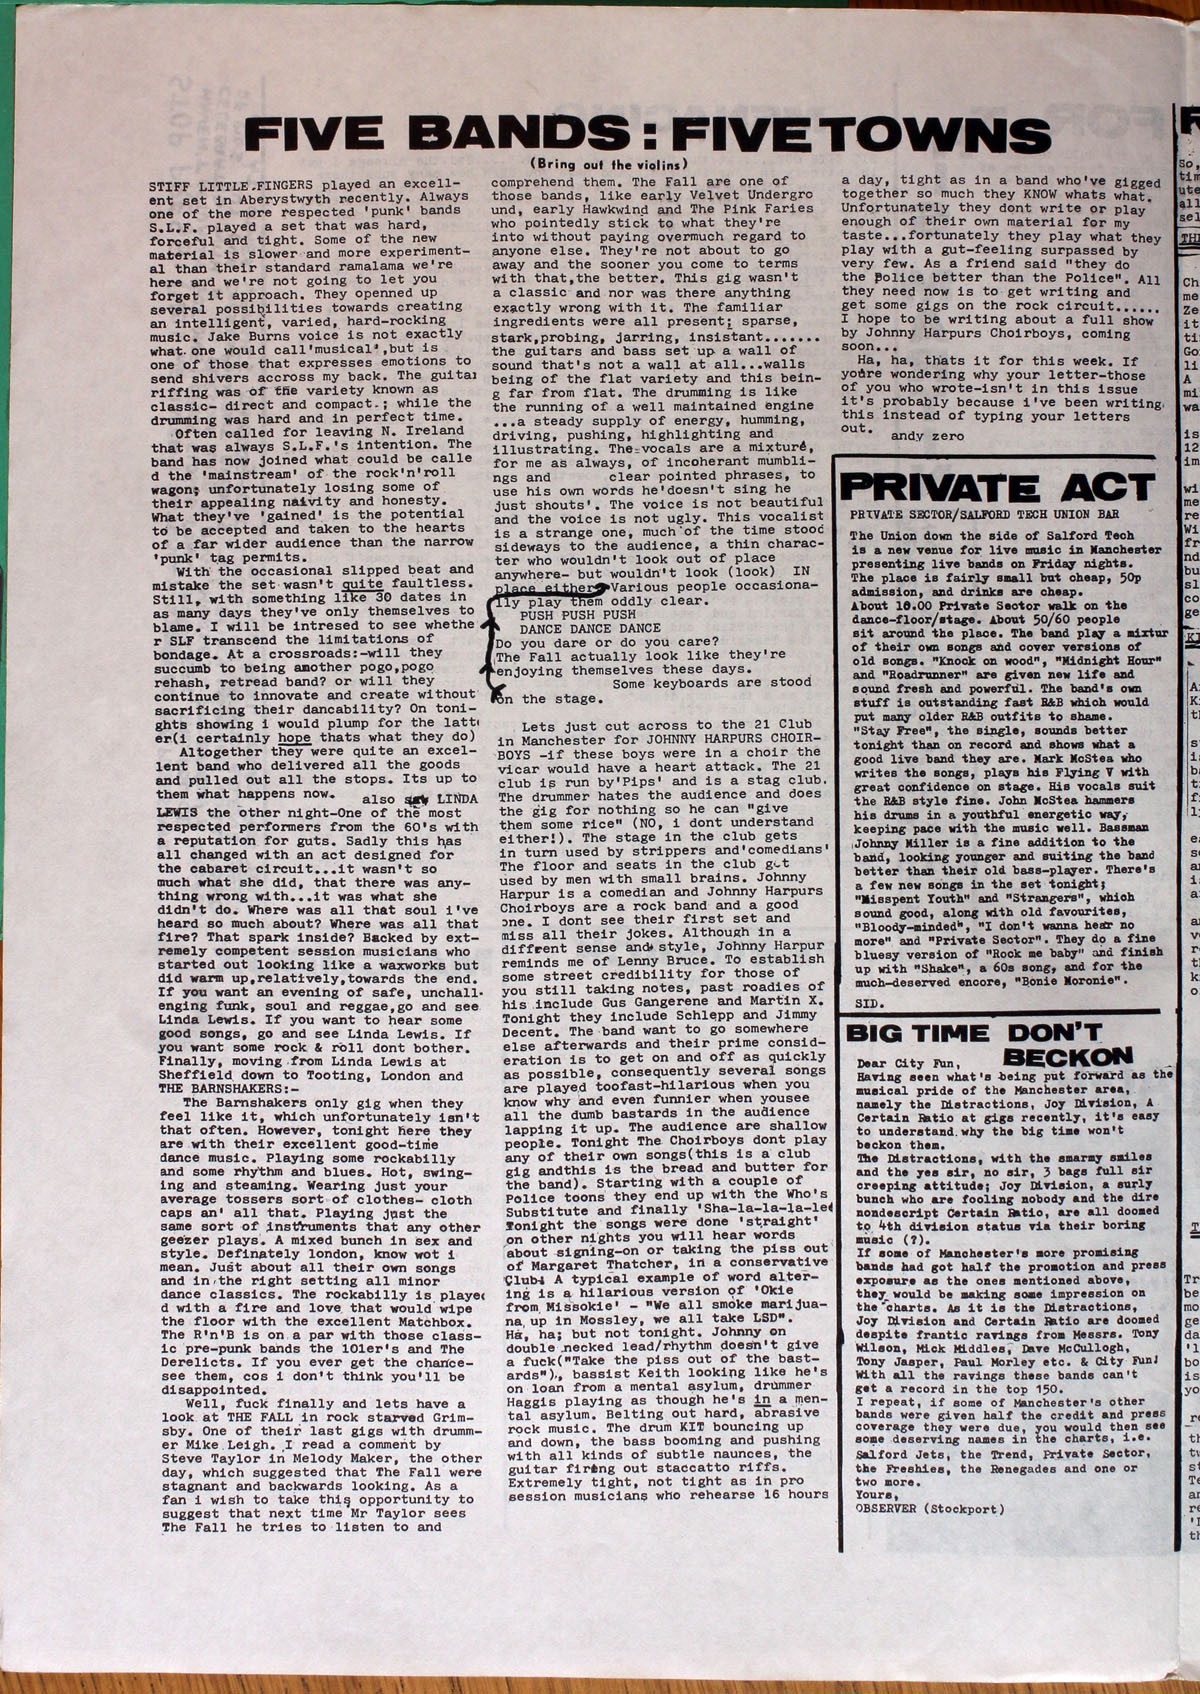 FIVE BANDS: FIVE TOWNS
(Bring out the violins)
STIFF LITTLE.FINGERS played an excell-
ent set in Aberystwyth recently. Always
one of the more respected 'punk' bands
S.L.F. played a set that was hard,
forceful and tight. Some of the new
material is slower and more experiment-
al than their standard ramalama we're
here and we're not going to let you
forget it approach. They openned up
several possibilities towards creating
an intelligent, varied, hard-rocking
music. Jake Burns voice is not exactly
what one would call'musical',but is
one of those that expresses emotions to
send shivers accross my back. The guitar
riffing was of the variety known as
classic- direct and compact.; while the
drumming was hard and in perfect time.
Often called for leaving N. Ireland
that was always S.L.F.'s intention. The
band has now joined what could be calle
d the 'mainstream' of the rock'n'roll
wagon; unfortunately losing some of
their appealing naivity and honesty.
What they've 'gained' is the potential
to be accepted and taken to the hearts
of a far wider audience than the narrow
'punk' tag permits.
With the occasional slipped beat and
mistake the set wasn't quite faultless.
Still, with something like 30 dates in
as many days they've only themselves to
blame. I will be intresed to see whethe
r SLF transcend the limitations of
bondage. At a crossroads:-will they
succumb to being another pogo,pogo
rehash, retread band? or will they
continue to innovate and create without
sacrificing their dancability? On toni-
ghts showing i would plump for the latt
er(i certainly hope thats what they do)
Altogether they were quite an excel-
lent band who delivered all the goods
and pulled out all the stops. Its up to
them what happens now. also LINDA
LEWIS the other night-One of the most
respected performers from the 60's with
a reputation for guts. Sadly this has
all changed with an act designed for
the cabaret circuit...it wasn't so
much what she did, that there was any-
thing wrong with...it was what she
didn't do. Where was all that soul i've
heard so much about? Where was all that
fire? That spark inside? Backed by ext-
remely competent session musicians who
started out looking like a waxworks but
did warm up,relatively,towards the end.
If you want an evening of safe, unchall-
enging funk, soul and reggae,go and see
Linda Lewis. If you want to hear some
good songs, go and see Linda Lewis. If
you want some rock & roll dont bother.
Finally, moving from Linda Lewis at
Sheffield down to Tooting, London and
THE BARNSHAKERS:-
The Barnshakers only gig when they
feel like it, which unfortunately isn't
that often. However, tonight here they
are with their excellent good-time
dance music. Playing some rockabilly
and some rhythm and blues. Hot, swing-
ing and steaming. Wearing just your
average tossers sort of clothes- cloth
caps an' all that. Playing just the
same sort of instruments that any other
geezer plays. A mixed bunch in sex and
style. Definately london, know wot i
mean. Just about all their own songs
and in the right setting all minor
dance classics. The rockabilly is playe
d with a fire and love that would wipe
the floor with the excellent Matchbox.
The R'n'B is on a par with those class-
ic pre-punk bands the 101er's and The
Derelicts. If you ever get the chance-
see them, cos i don't think you'll be
disappointed.
Well, fuck finally and lets have a
look at THE FALL in rock starved Grim-
sby. One of their last gigs with drumm-
er Mike Leigh. I read a comment by
Steve Taylor in Melody Maker, the other
day, which suggested that The Fall were
stagnant and backwards looking. As a
fan i wish to take this opportunity to
suggest that next time Mr Taylor sees
The Fall he tries to listen to and
comprehend them. The Fall are one of
those bands, like early Velvet Undergro
und, early Hawkwind and The Pink Faries
who pointedly stick to what they're
into without paying overmuch regard to
anyone else. They're not about to go
away and the sooner you come to terms
with that,the better. This gig wasn't
a classic and nor was there anything
exactly wrong with it. The familiar
ingredients were all present; sparse,
stark,probing, jarring, insistant.......
the guitars and bass set up a wall of
sound that's not a wall at all...walls
being of the flat variety and this bein-
g far from flat. The drumming is like
the running of a well maintained engine
...a steady supply of energy, humming,
driving, pushing, highlighting and
illustrating. The vocals are a mixture,
for me as always, of incoherant mumbli-
ngs and clear pointed phrases, to
use his own words he'doesn't sing he
just shouts'. The voice is not beautiful
and the voice is not ugly. This vocalist
is a strange one, much of the time stood
sideways to the audience, a thin charac-
ter who wouldn't look out of place
anywhere- but wouldn't look (look) IN
place either. Various people occasiona-
lly play them oddly clear.
PUSH PUSH PUSH
DANCE DANCE DANCE
Do you dare or do you care?
The Fall actually look like they're
enjoying themselves these days.
Some keyboards are stood
on the stage.
Lets just cut across to the 21 Club
in Manchester for JOHNNY HARPURS CHOIR-
BOYS -if these boys were in a choir the
vicar would have a heart attack. The 21
club is run by'Pips' and is a stag club.
The drummer hates the audience and does
the gig for nothing so he can "give
them some rice" (NO, i dont understand
either!). The stage in the club gets
in turn used by strippers and'comedians'
The floor and seats in the club get
used by men with small brains. Johnny
Harpur is a comedian and Johnny Harpurs
Choirboys are a rock band and a good
one. I dont see their first set and
miss all their jokes. Although in a
diffrent sense and style, Johnny Harpur
reminds me of Lenny Bruce. To establish
some street credibility for those of
you still taking notes, past roadies of
his include Gus Gangerene and Martin X.
Tonight they include Schlepp and Jimmy
Decent. The band want to go somewhere
else afterwards and their prime consid-
eration is to get on and off as quickly
as possible, consequently several songs
are played toofast-hilarious when you
know why and even funnier when yousee
all the dumb bastards in the audience
lapping it up. The audience are shallow
people. Tonight The Choirboys dont play
any of their own songs(this is a club
gig andthis is the bread and butter for
the band). Starting with a couple of
Police toons they end up with the Who's
Substitute and finally 'Sha-la-la-la-lee
Tonight the songs were done 'straight'
on other nights you will hear words
about signing-on or taking the piss out
of Margaret Thatcher, in a conservative
Club! A typical example of word alter-
ing is a hilarious version of 'Okie
from Missokie' - "We all smoke marijua-
na up in Mossley, we all take LSD".
Ha, ha; but not tonight. Johnny on
double necked lead/rhythm doesn't give
a fuck("Take the piss out of the bast-
ards")., bassist Keith looking like he's
on loan from a mental asylum, drummer
Haggis playing as though he's in a men-
tal asylum. Belting out hard, abrasive
rock music. The drum KIT bouncing up
and down, the bass booming and pushing
with all kinds of subtle naunces, the
guitar firing out staccatto riffs.
Extremely tight, not tight as in pro
session musicians who rehearse 16 hours
a day, tight as in a band who've gigged
together so much they KNOW whats what.
Unfortunately they dont write or play
enough of their own material for my
taste...fortunately they play what they
play with a gut-feeling surpassed by
very few. As a friend said "they do
the Police better than the Police". All
they need now is to get writing and
get some gigs on the rock circuit......
I hope to be writing about a full show
by Johnny Harpurs Choirboys, coming
soon...
Ha, ha, thats it for this week. If
youre wondering why your letter-those
of you who wrote-isn't in this issue
it's probably because i've been writing
this instead of typing your letters
out.
andy zero
PRIVATE ACT
PRIVATE SECTOR/SALFORD TECH UNION BAR
The Union down the side of Salford Tech
is a new venue for live music in Manchester
presenting live bands on Friday nights.
The place is fairly small but cheap, 50p
admission, and drinks are cheap.
About 10.00 Private Sector walk on the
dance-floor/stage. About 50/60 people
sit around the place. The band play a mixtur
of their own songs and cover versions of
old songs. "Knock on wood", "Midnight Hour"
and "Roadrunner" are given new life and
sound fresh and powerful. The band's own
stuff is outstanding fast R&B which would
put many older R&B outfits to shame.
"Stay Free", the single, sounds better
tonight than on record and shows what a
good live band they are. Mark McStea who
writes the songs, plays his Flying V with
great confidence on stage. His vocals suit
the R&B style fine. John McStea hammers
his drums in a youthful energetic way,
keeping pace with the music well. Bassman
Johnny Miller is a fine addition to the
band, looking younger and suiting the band
better than their old bass-player. There's
a few new songs in the set tonight;
"Misspent Youth" and "Strangers", which
sound good, along with old favourites,
"Bloody-minded", "I don't wanna hear no
more" and "Private Sector". They do a fine
bluesy version of "Rock me baby" and finish
up with "Shake", a 60s song, and for the
much-deserved encore, "Bonie Moronie".
SID.
BIG TIME DON'T
BECKON
Dear City Fun,
Having seen what's being put forward as the
musical pride of the Manchester area,
namely the Distractions, Joy Division, A
Certain Ratio at gigs recently, it's easy
to understand why the big time won't
beckon them.
The Distractions, with the smarmy smiles
and the yes sir, no sir, 3 bags full sir
creeping attitude; Joy Division, a surly
bunch who are fooling nobody and the dire
nondescript Certain Ratio, are all doomed
to 4th division status via their boring
music (?).
If some of Manchester's more promising
bands had got half the promotion and press
exposure as the ones mentioned above,
they would be making some impression on
the charts. As it is the Distractions,
Joy Division and Certain Ratio are doomed
despite frantic ravings from Messrs. Tony
Wilson, Mick Middles, Dave McCullogh,
Tony Jasper, Paul Morley etc. & City Fun!
With all the ravings these bands can't
get a record in the top 150.
I repeat, if some of Manchester's other
bands were given half the credit and press
coverage they were due, you would then see
some deserving names in the charts, i.e.
Salford Jets, the Trend, Private Sector,
the Freshies, the Renegades and one or
two more.
Yours,
OBSERVER (Stockport)